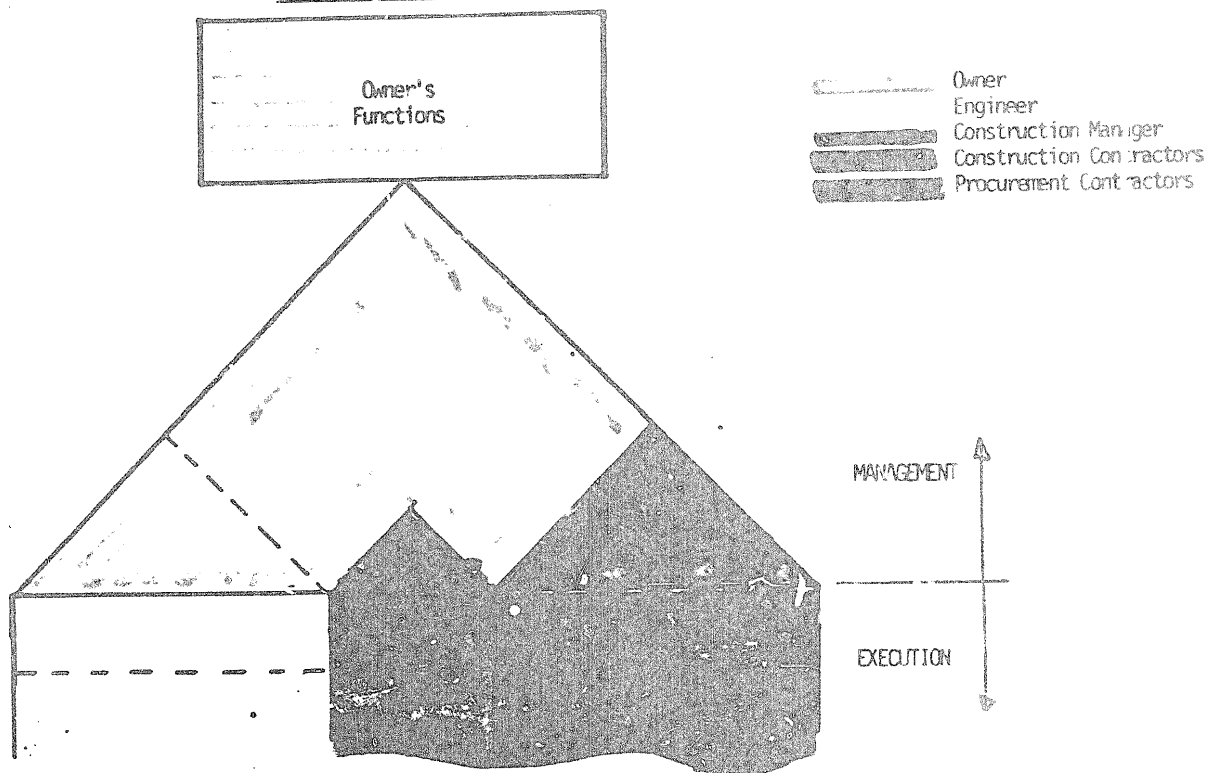 Owner's
Functions
Owner
Engineer
Construction Manager
Construction Contractors
Procurement Contractors
MANAGEMENT
EXECUTION